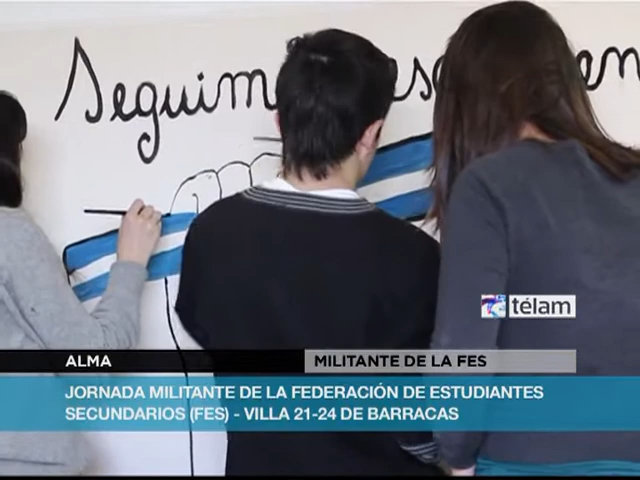 Seguim
télam
ALMA
MILITANTE DE LA FES
JORNADA MILITANTE DE LA FEDERACIÓN DE ESTUDIANTES
SECUNDARIOS (FES) - VILLA 21-24 DE BARRACAS